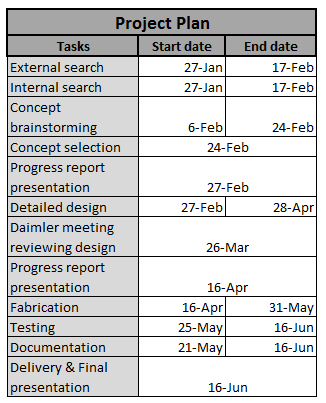 Project Plan
Tasks Start date End date
External search 27-Jan 17-Feb
Internal search 27-Jan 17-Feb
Concept
brainstorming 6-Feb 24-Feb
Concept selection 24-Feb
Progress report
presentation 27-Feb
Detailed design 27-Feb 28-Apr
Daimler meeting
reviewing design 26-Mar
Progress report
presentation 16-Apr
Fabrication 16-Apr 31-May
Testing 25-May 16-Jun
Documentation 21-May 16-Jun
Delivery & Final
presentation 16-Jun